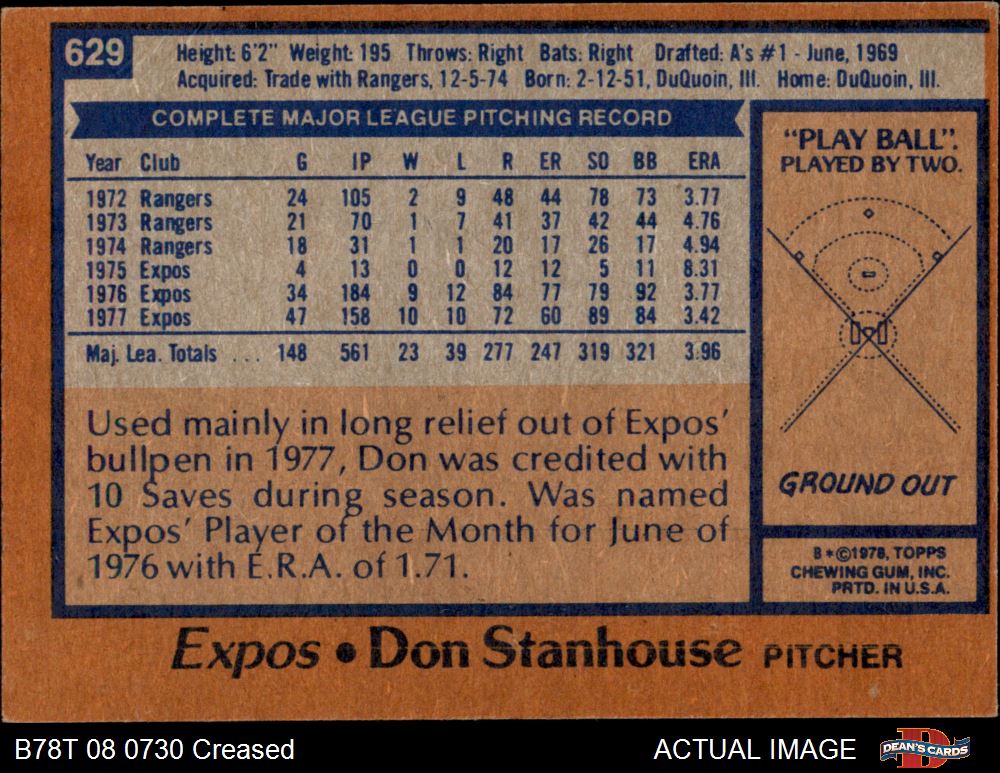 629
Height: 6'2" Weight: 195 Throws: Right Bats: Right Drafted: A's #1 - June, 1969
Acquired: Trade with Rangers, 12-5-74 Born: 2-12-51, DuQuoin, Ill. Home: DuQuoin, Ill.
COMPLETE MAJOR LEAGUE PITCHING RECORD
Year Club G IP W L R ER SO BB ERA
1972 Rangers 24 105 2 9 48 44 78 73 3.77
1973 Rangers 21 70 1 7 41 37 42 44 4.76
1974 Rangers 18 31 1 1 20 17 26 17 4.94
1975 Expos 4 13 0 0 12 12 5 11 8.31
1976 Expos 34 184 9 12 84 77 79 92 3.77
1977 Expos 47 158 10 10 72 60 89 84 3.42
Maj. Lea. Totals ... 148 561 23 39 277 247 319 321 3.96
Used mainly in long relief out of Expos'
bullpen in 1977, Don was credited with
10 Saves during season. Was named
Expos' Player of the Month for June of
1976 with E.R.A. of 1.71.
"PLAY BALL".
PLAYED BY TWO.
GROUND OUT
B*©1978, TOPPS
CHEWING GUM, INC.
PRTD. IN U.S.A.
Expos • Don Stanhouse PITCHER
B78T 08 0730 Creased
ACTUAL IMAGE
DEAN'S CARDS